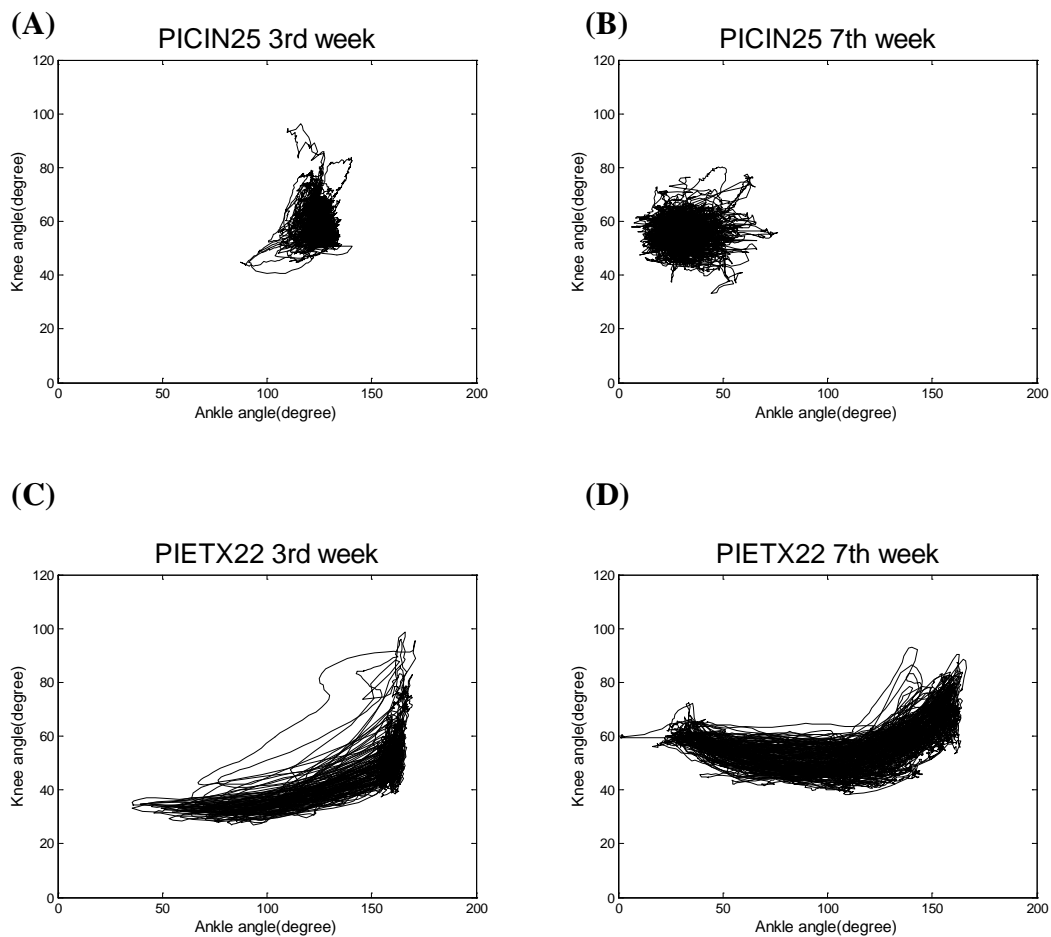 (A)
PICIN25 3rd week
120
100
80
60
40
20
0
Knee angle(degree)
0 50 100 150 200
Ankle angle(degree)
(B)
PICIN25 7th week
120
100
80
60
40
20
0
Knee angle(degree)
0 50 100 150 200
Ankle angle(degree)
(C)
PIETX22 3rd week
120
100
80
60
40
20
0
Knee angle(degree)
0 50 100 150 200
Ankle angle(degree)
(D)
PIETX22 7th week
120
100
80
60
40
20
0
Knee angle(degree)
0 50 100 150 200
Ankle angle(degree)